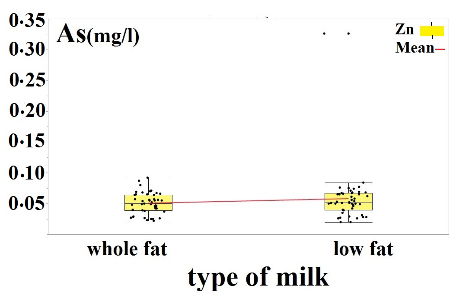 As(mg/l)
Zn
Mean
0·35
0·30
0·25
0·20
0·15
0·10
0·05
whole fat
low fat
type of milk